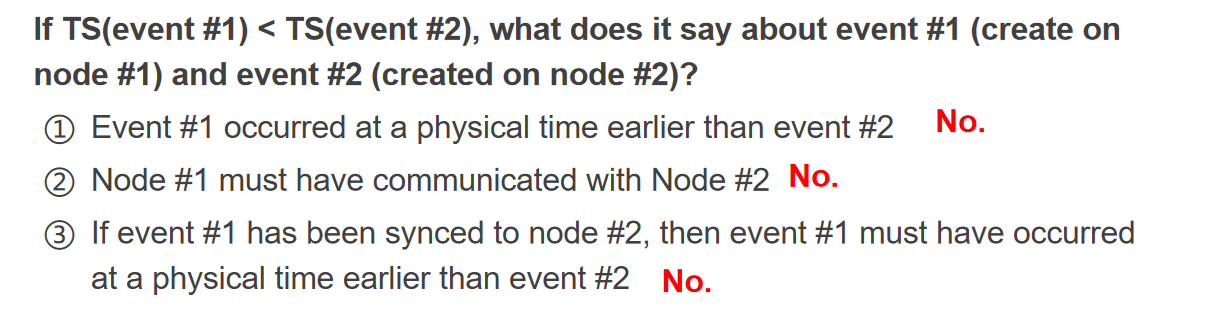 If TS(event #1) < TS(event #2), what does it say about event #1 (create on
node #1) and event #2 (created on node #2)?
① Event #1 occurred at a physical time earlier than event #2 No.
② Node #1 must have communicated with Node #2 No.
③ If event #1 has been synced to node #2, then event #1 must have occurred
at a physical time earlier than event #2 No.